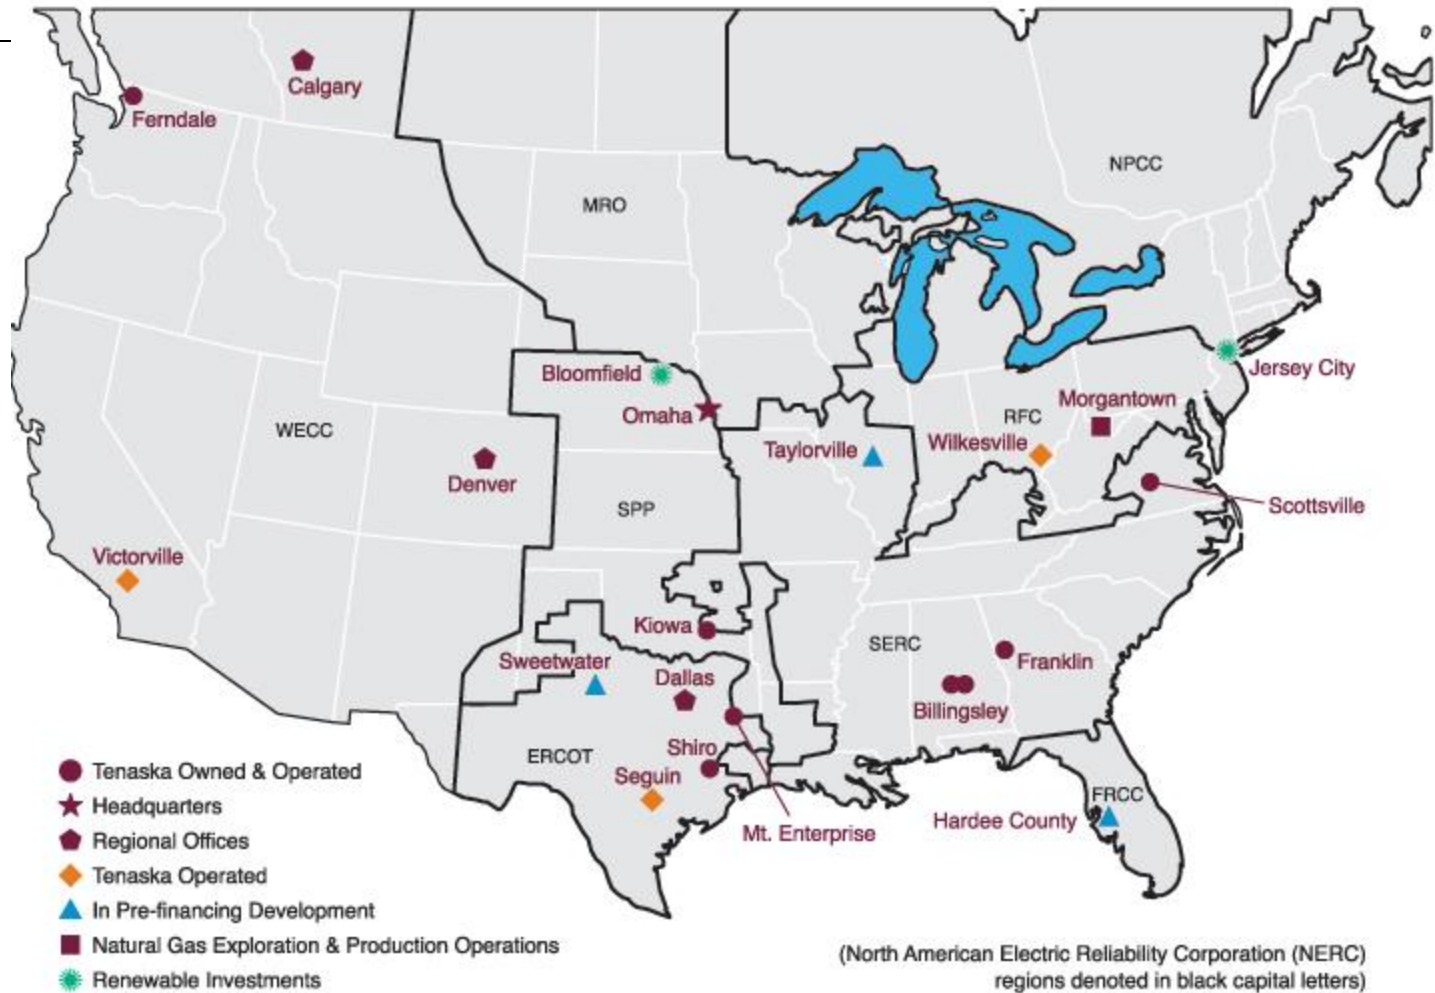 Calgary
Ferndale
NPCC
MRO
Bloomfield
Jersey City
Omaha
Morgantown
RFC
WECC
Taylorville
Wilkesville
Denver
SPP
Scottsville
Victorville
Kiowa
SERC
Sweetwater
Franklin
Dallas
Billingsley
Shiro
ERCOT
Seguin
FRCC
Hardee County
Mt. Enterprise
Tenaska Owned & Operated
Headquarters
Regional Offices
Tenaska Operated
In Pre-financing Development
Natural Gas Exploration & Production Operations
Renewable Investments
(North American Electric Reliability Corporation (NERC)
regions denoted in black capital letters)